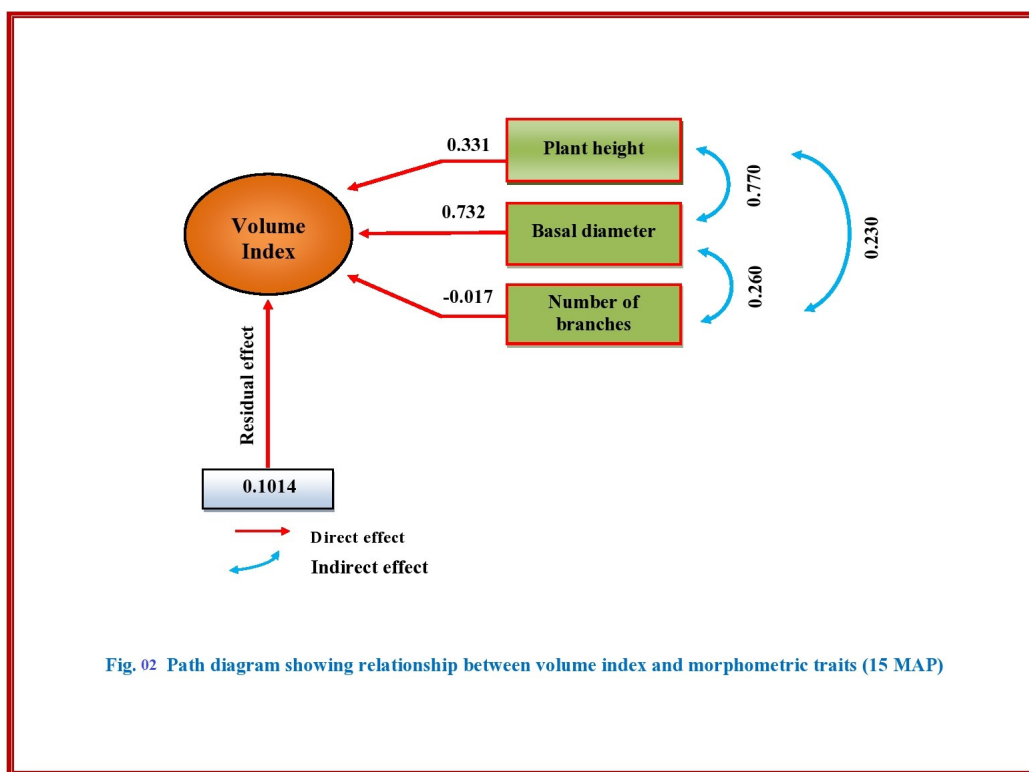 0.331
Plant height
0.770
Volume
Index
0.732
Basal diameter
0.230
0.260
-0.017
Number of
branches
Residual effect
0.1014
Direct effect
Indirect effect
Fig. 02 Path diagram showing relationship between volume index and morphometric traits (15 MAP)